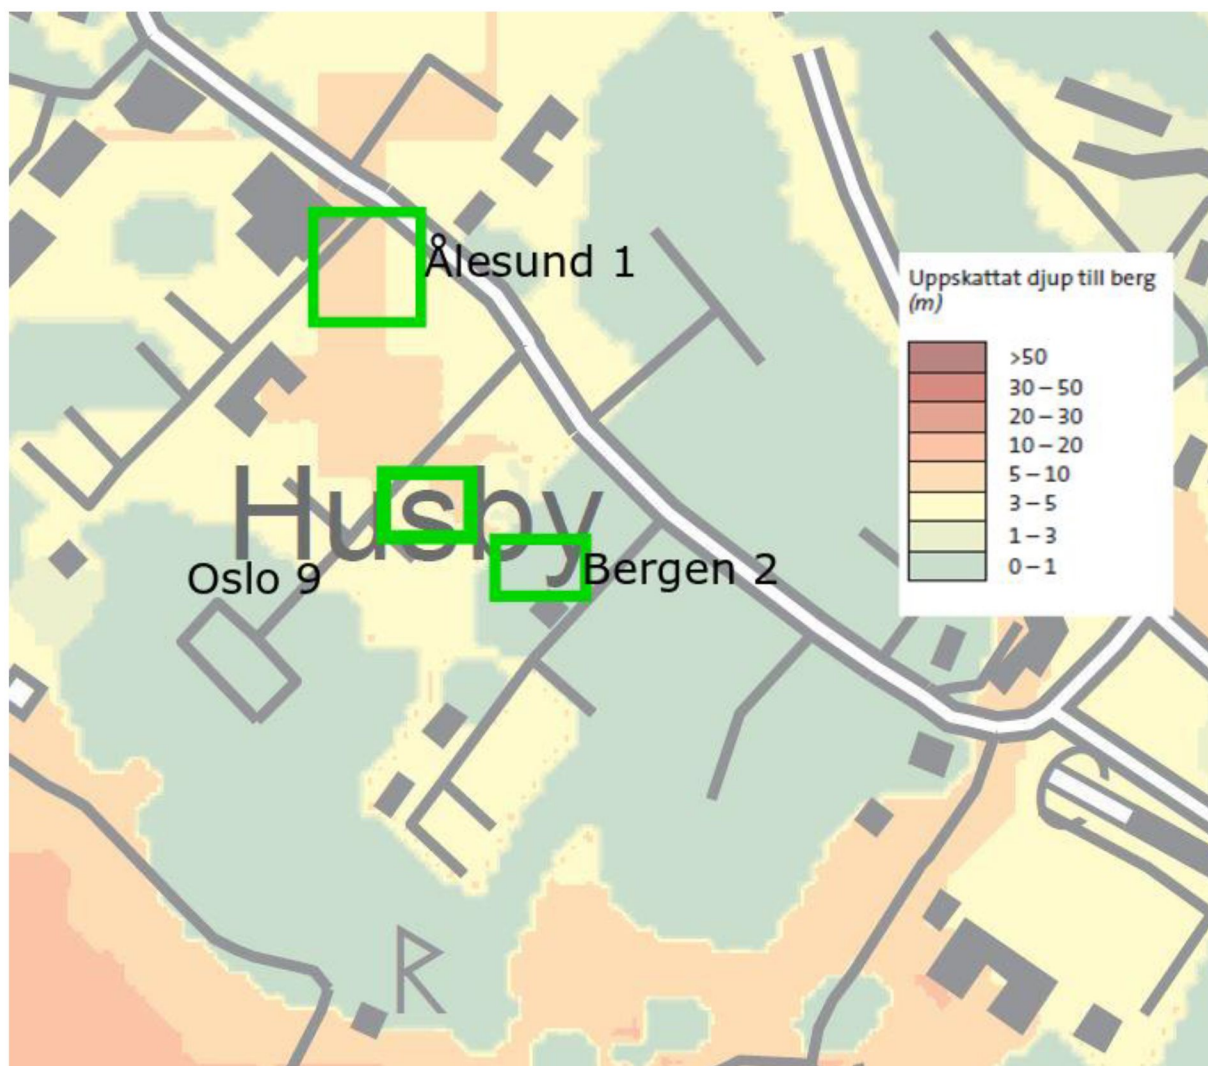 Ålesund 1
Uppskattat djup till berg
(m)
>50
30 – 50
20 – 30
10 – 20
5 – 10
3 – 5
1 – 3
0 – 1
Husby
Oslo 9
Bergen 2
R